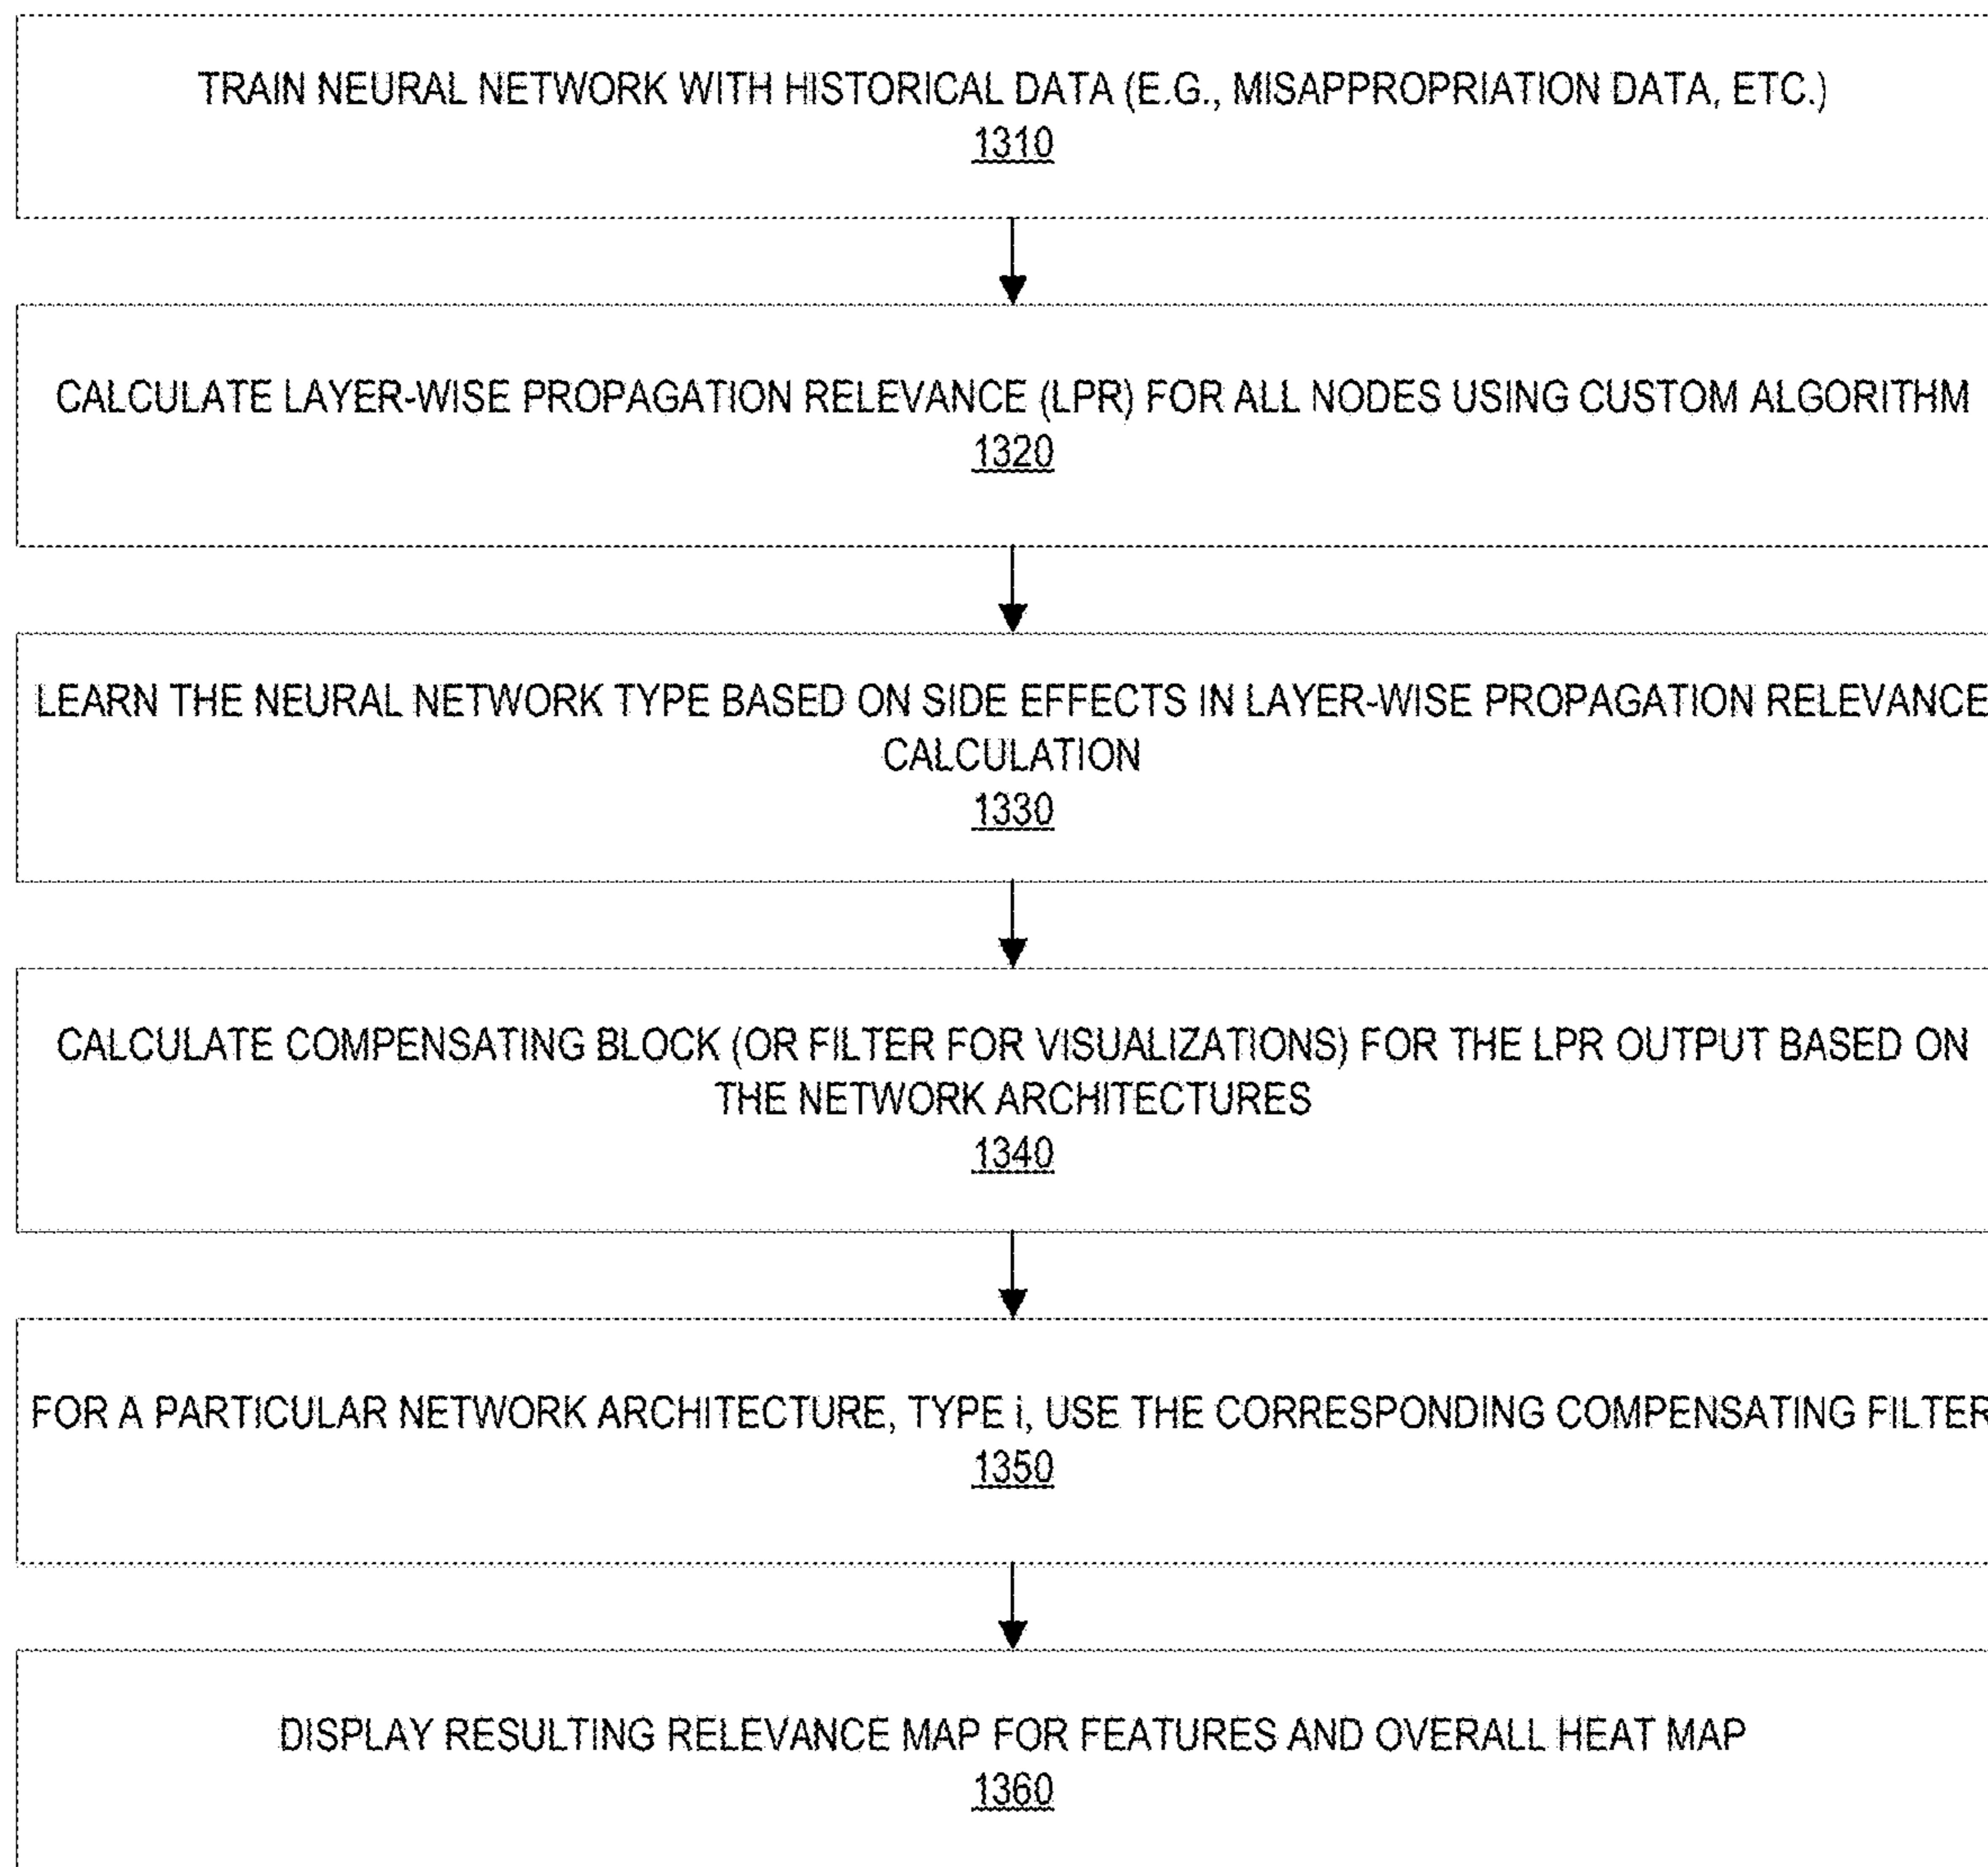 TRAIN NEURAL NETWORK WITH HISTORICAL DATA (E.G., MISAPPROPRIATION DATA, ETC.)
1310
CALCULATE LAYER-WISE PROPAGATION RELEVANCE (LPR) FOR ALL NODES USING CUSTOM ALGORITHM
1320
LEARN THE NEURAL NETWORK TYPE BASED ON SIDE EFFECTS IN LAYER-WISE PROPAGATION RELEVANCE
CALCULATION
1330
CALCULATE COMPENSATING BLOCK (OR FILTER FOR VISUALIZATIONS) FOR THE LPR OUTPUT BASED ON
THE NETWORK ARCHITECTURES
1340
FOR A PARTICULAR NETWORK ARCHITECTURE, TYPE i, USE THE CORRESPONDING COMPENSATING FILTER
1350
DISPLAY RESULTING RELEVANCE MAP FOR FEATURES AND OVERALL HEAT MAP
1360